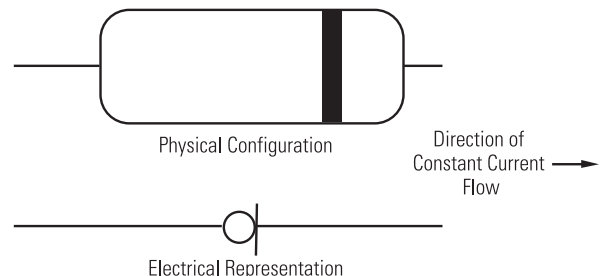 Physical Configuration
Direction of
Constant Current
Flow
Electrical Representation